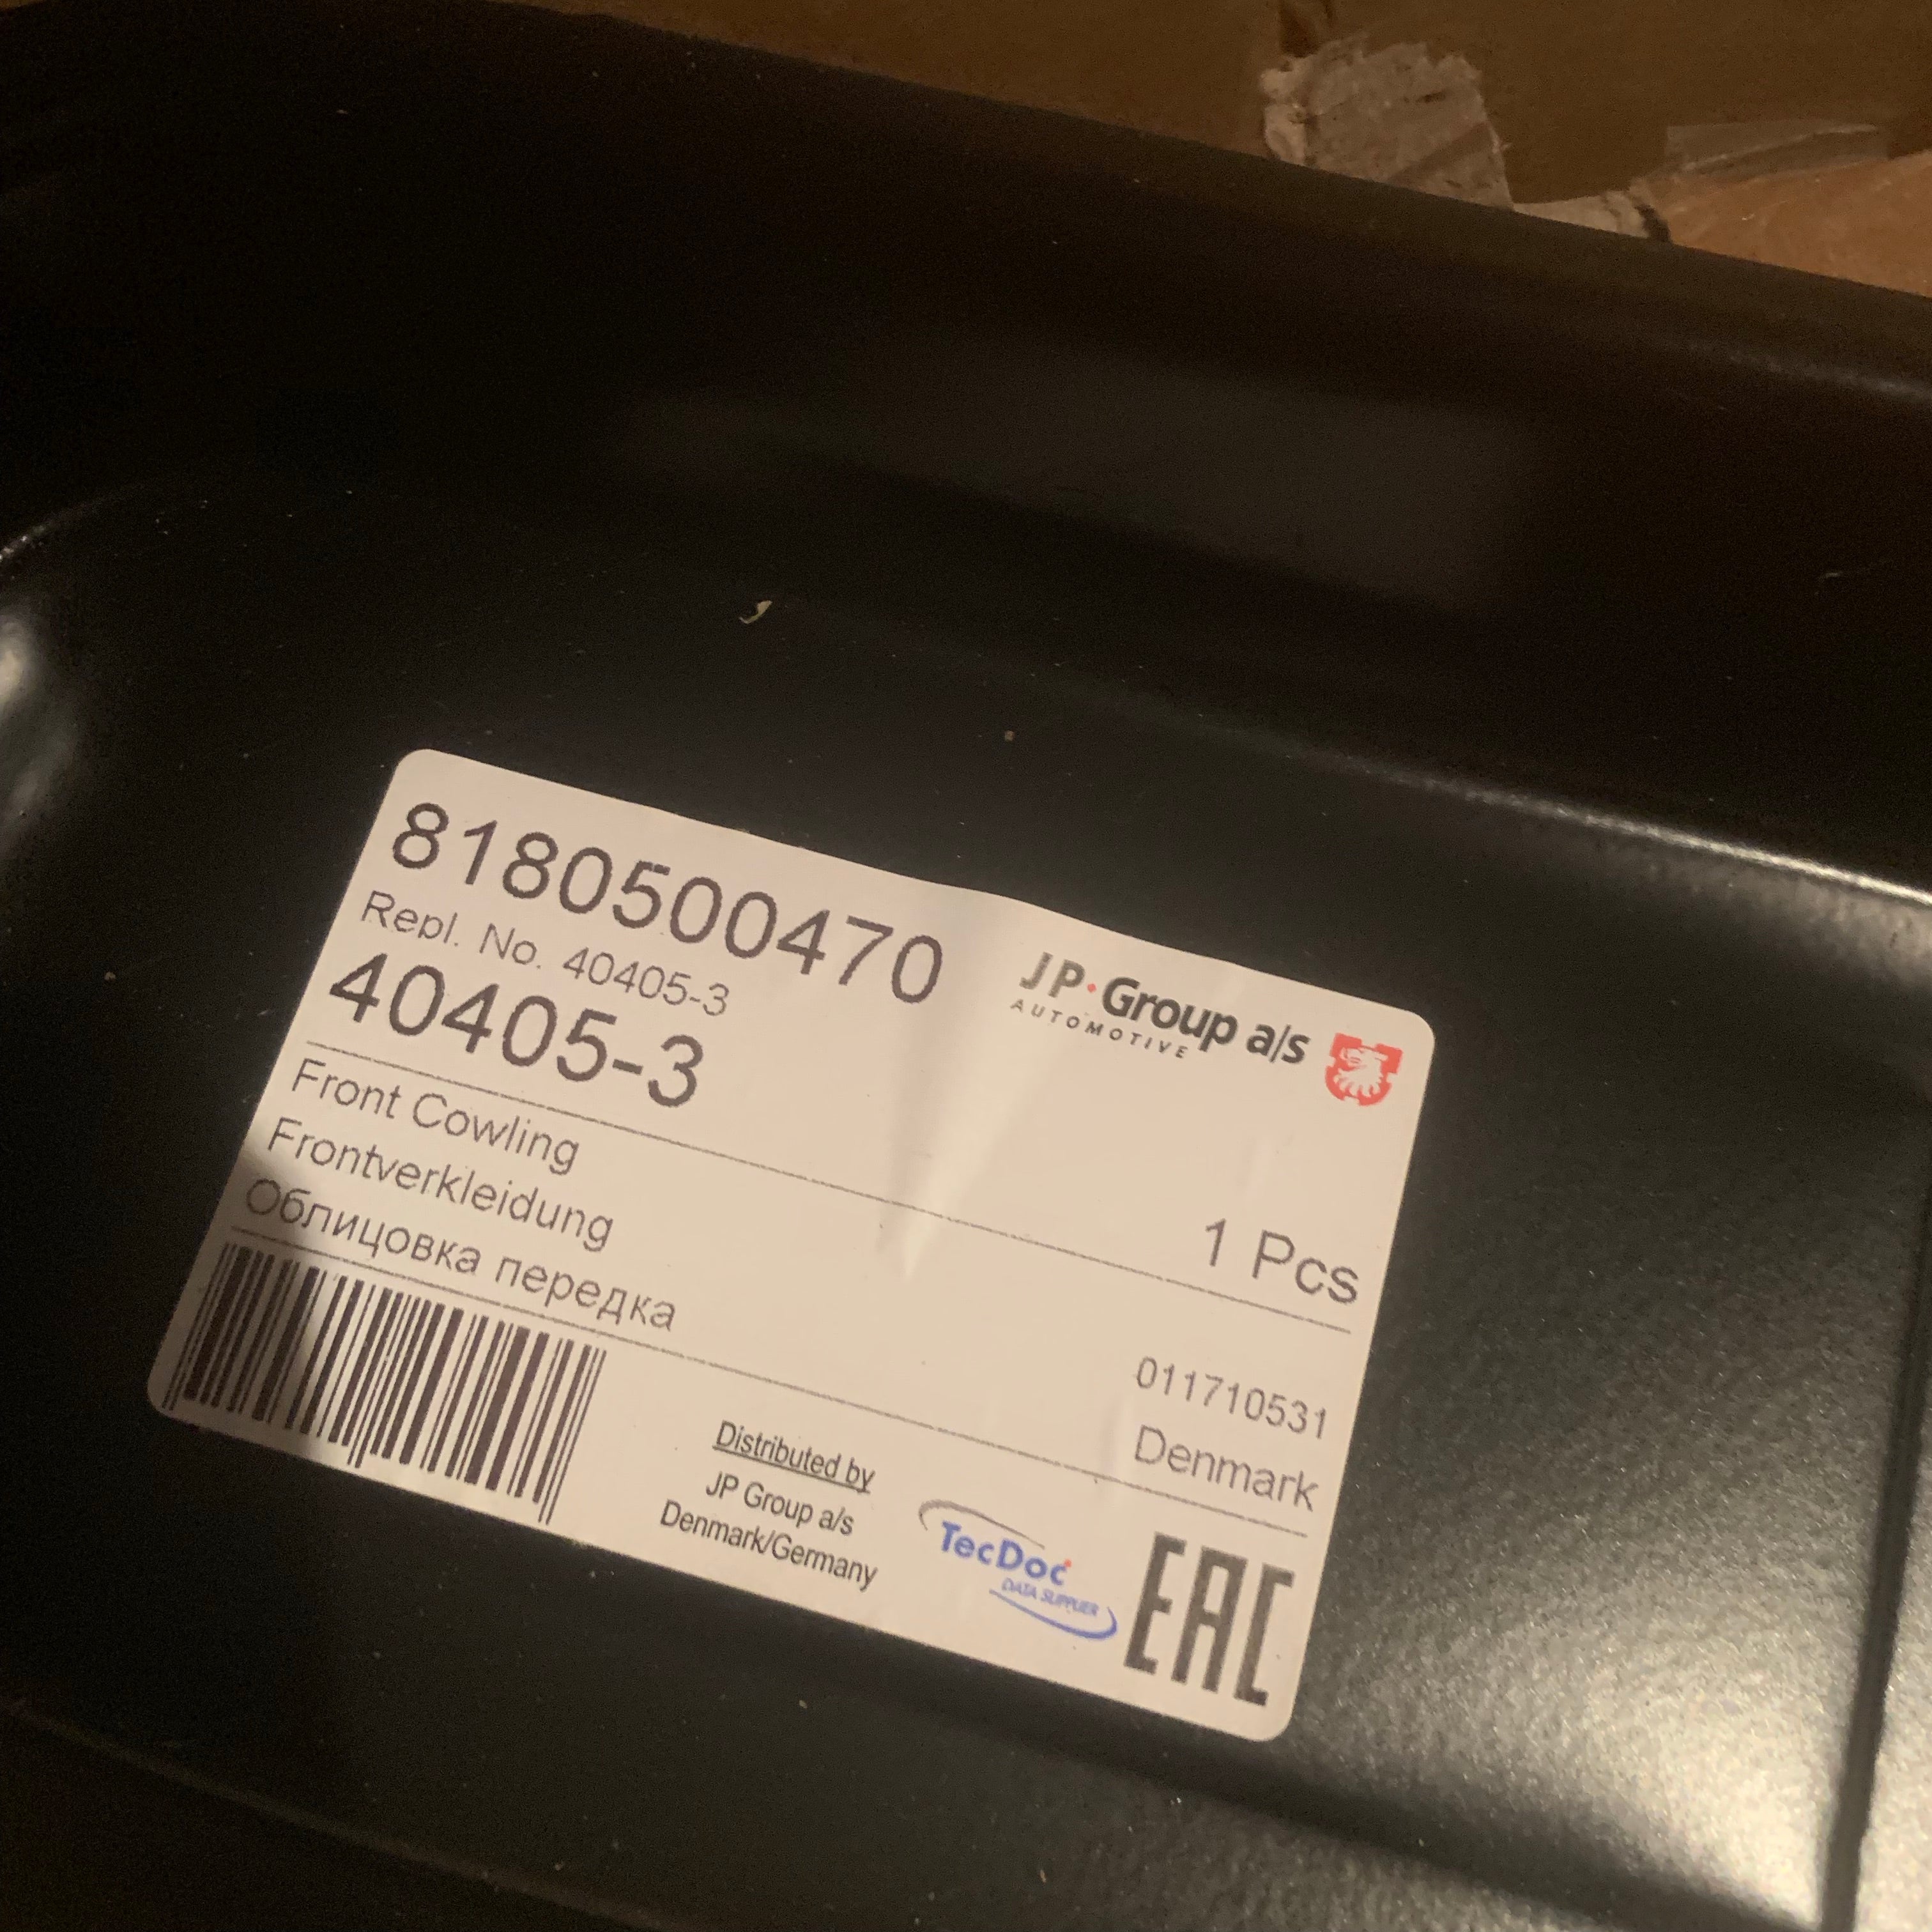 8180500470
Repl. No. 40405-3
40405-3
JP Group a/s
AUTOMOTIVE
Front Cowling
Frontverkleidung
Облицовка передка
1 Pcs
011710531
Denmark
Distributed by
JP Group a/s
Denmark/Germany
TecDoc
DATA SUPPLIER
EAC